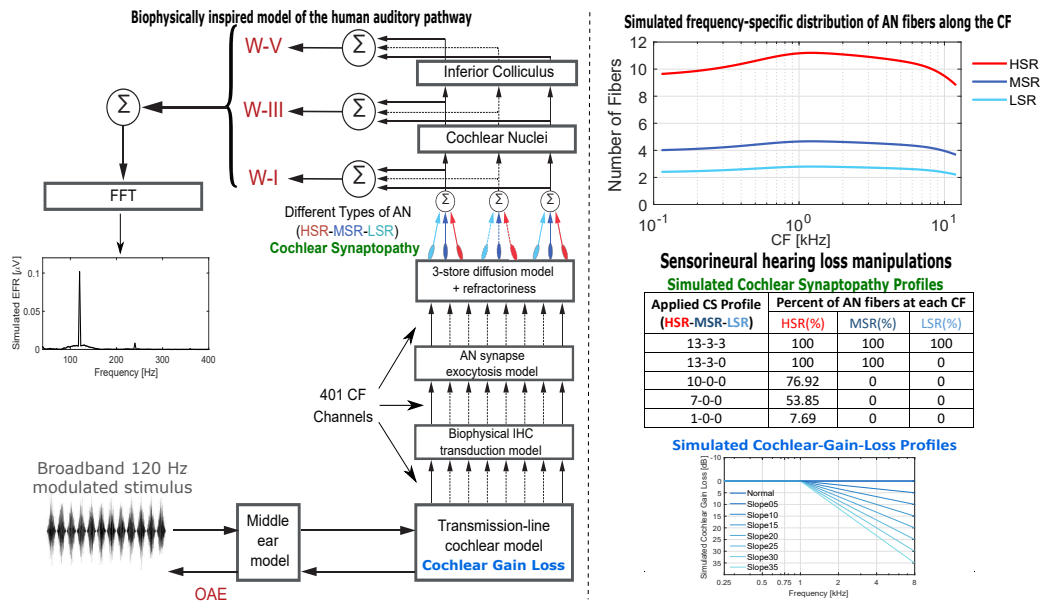 Biophysically inspired model of the human auditory pathway
W-V
Σ
Inferior Colliculus
Σ
W-III
Σ
Cochlear Nuclei
W-I
Σ
FFT
Σ
Σ
Σ
Different Types of AN
(HSR-MSR-LSR)
Cochlear Synaptopathy
3-store diffusion model
+ refractoriness
Simulated EFR [μV]
0.1
0.05
0
100
200
300
400
Frequency [Hz]
AN synapse
exocytosis model
401 CF
Channels
Biophysical IHC
transduction model
Broadband 120 Hz
modulated stimulus
Middle
ear
model
Transmission-line
cochlear model
Cochlear Gain Loss
OAE
Simulated frequency-specific distribution of AN fibers along the CF
Number of Fibers
12
10
8
6
4
2
0
HSR
MSR
LSR
10⁻¹
10⁰
10¹
CF [kHz]
Sensorineural hearing loss manipulations
Simulated Cochlear Synaptopathy Profiles
Applied CS Profile Percent of AN fibers at each CF
(HSR-MSR-LSR) HSR(%) MSR(%) LSR(%)
13-3-3 100 100 100
13-3-0 100 100 0
10-0-0 76.92 0 0
7-0-0 53.85 0 0
1-0-0 7.69 0 0
Simulated Cochlear-Gain-Loss Profiles
Simulated Cochlear Gain Loss [dB]
-10
-5
0
5
10
15
20
25
30
35
Normal
Slope05
Slope10
Slope15
Slope20
Slope25
Slope30
Slope35
0.25
0.5
0.75
1
2
4
8
Frequency [kHz]